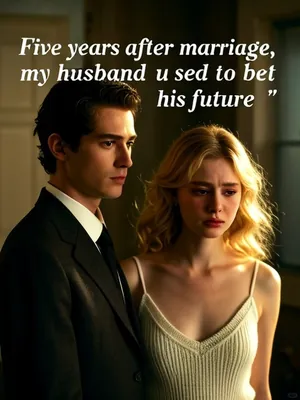 Five years after marriage,
my husband u sed to bet
his future ”